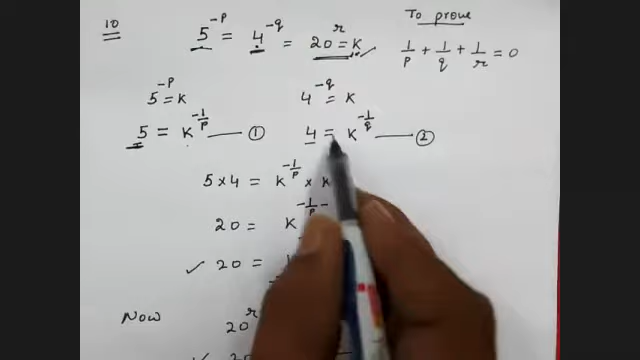 10
To prove
5^{-p} = 4^{-q} = 20^{r} = k
1/p + 1/q + 1/r = 0
5^{-p} = k
4^{-q} = k
5 = k^{-1/p} —— ①
4 = k^{-1/q} —— ②
5 × 4 = k^{-1/p} × k
20 = k^{-1/p -}
✓ 20 =
Now
20^{r}
✓ 20